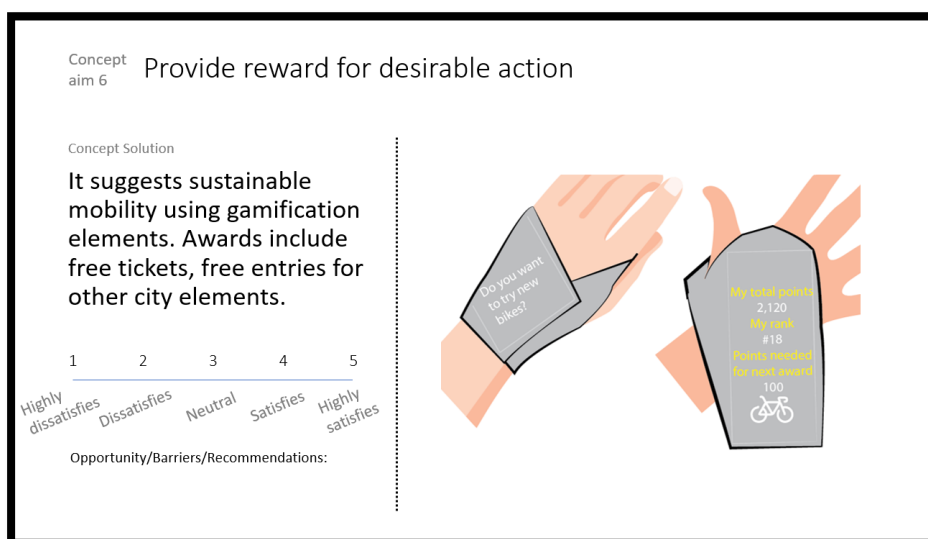 Concept
aim 6
Provide reward for desirable action
Concept Solution
It suggests sustainable
mobility using gamification
elements. Awards include
free tickets, free entries for
other city elements.
1 2 3 4 5
Highly
dissatisfies
Dissatisfies
Neutral
Satisfies
Highly
satisfies
Opportunity/Barriers/Recommendations:
Do you want
to try new
bikes?
My total points
2,120
My rank
#18
Points needed
for next award
100